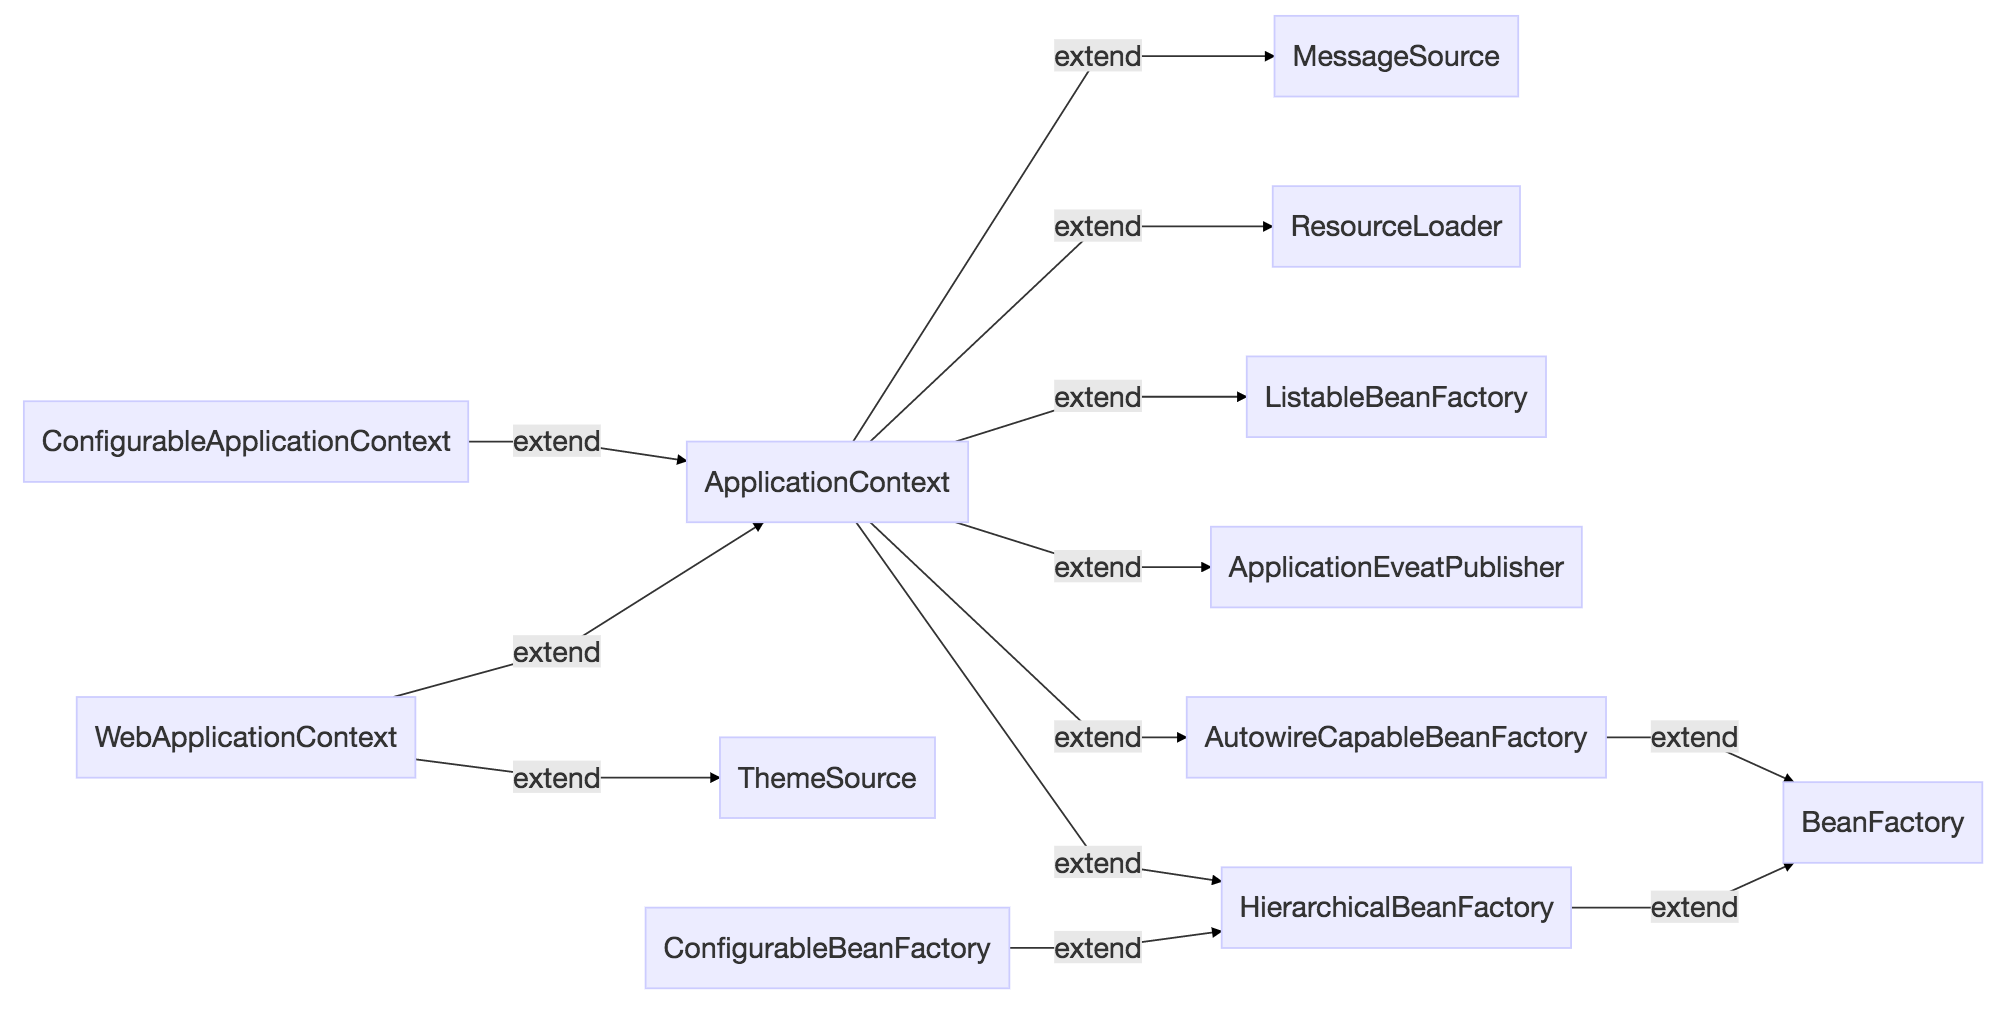 extend
MessageSource
extend
ResourceLoader
extend
ListableBeanFactory
ConfigurableApplicationContext
extend
ApplicationContext
extend
ApplicationEveatPublisher
extend
WebApplicationContext
extend
ThemeSource
extend
AutowireCapableBeanFactory
extend
BeanFactory
extend
HierarchicalBeanFactory
extend
ConfigurableBeanFactory
extend